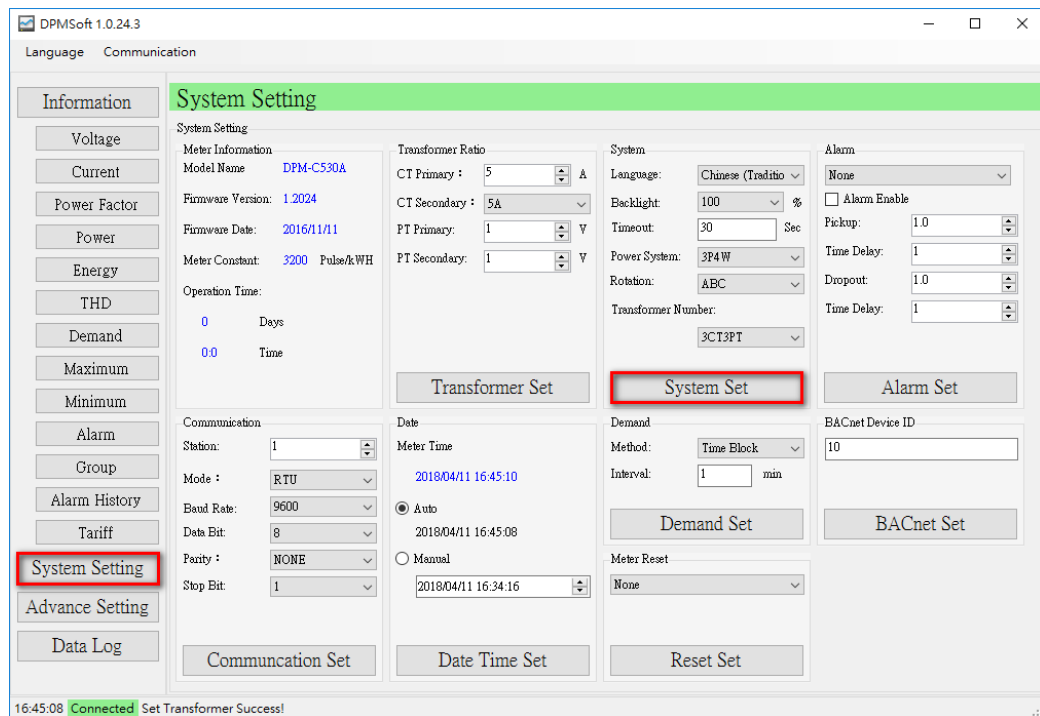 DPMSoft 1.0.24.3
Language Communication
Information
Voltage
Current
Power Factor
Power
Energy
THD
Demand
Maximum
Minimum
Alarm
Group
Alarm History
Tariff
System Setting
Advance Setting
Data Log
System Setting
System Setting
Meter Information
Model Name DPM-C530A
Firmware Version: 1.2024
Firmware Date: 2016/11/11
Meter Constant: 3200 Pulse/kWH
Operation Time:
0 Days
0:0 Time
Transformer Ratio
CT Primary： 5 A
CT Secondary： 5A
PT Primary: 1 V
PT Secondary: 1 V
Transformer Set
System
Language: Chinese (Traditio
Backlight: 100 %
Timeout: 30 Sec
Power System: 3P4W
Rotation: ABC
Transformer Number:
3CT3PT
System Set
Alarm
None
Alarm Enable
Pickup: 1.0
Time Delay: 1
Dropout: 1.0
Time Delay: 1
Alarm Set
Communication
Station: 1
Mode： RTU
Baud Rate: 9600
Data Bit: 8
Parity： NONE
Stop Bit: 1
Communcation Set
Date
Meter Time
2018/04/11 16:45:10
Auto
2018/04/11 16:45:08
Manual
2018/04/11 16:34:16
Date Time Set
Demand
Method: Time Block
Interval: 1 min
Demand Set
BACnet Device ID
10
BACnet Set
Meter Reset
None
Reset Set
16:45:08 Connected Set Transformer Success!